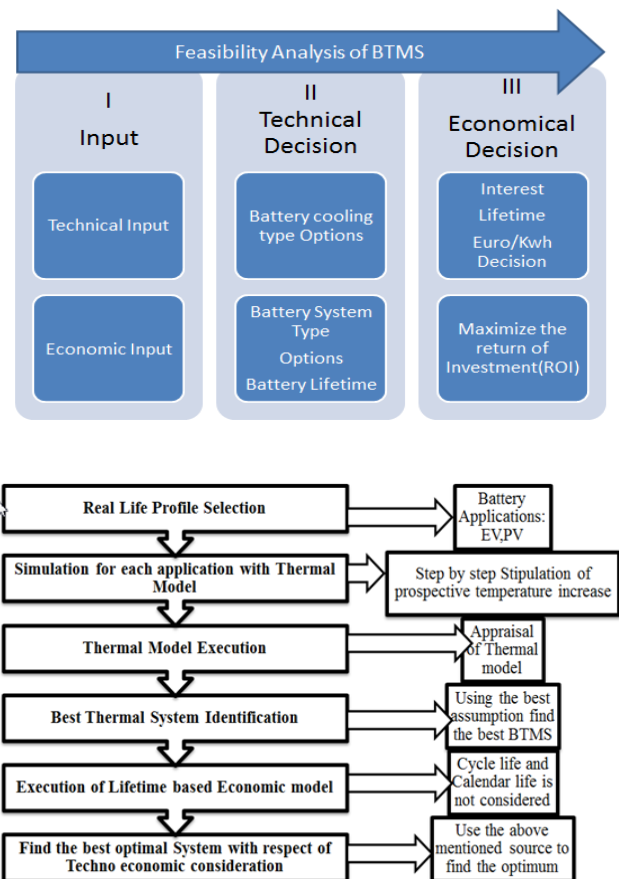 Feasibility Analysis of BTMS
I
Input
Technical Input
Economic Input
II
Technical
Decision
Battery cooling
type Options
Battery System
Type
Options
Battery Lifetime
III
Economical
Decision
Interest
Lifetime
Euro/Kwh
Decision
Maximize the
return of
Investment(ROI)
Real Life Profile Selection
Battery
Applications:
EV,PV
Simulation for each application with Thermal
Model
Step by step Stipulation of
prospective temperature increase
Thermal Model Execution
Appraisal
of Thermal
model
Best Thermal System Identification
Using the best
assumption find
the best BTMS
Execution of Lifetime based Economic model
Cycle life and
Calendar life is
not considered
Find the best optimal System with respect of
Techno economic consideration
Use the above
mentioned source to
find the optimum